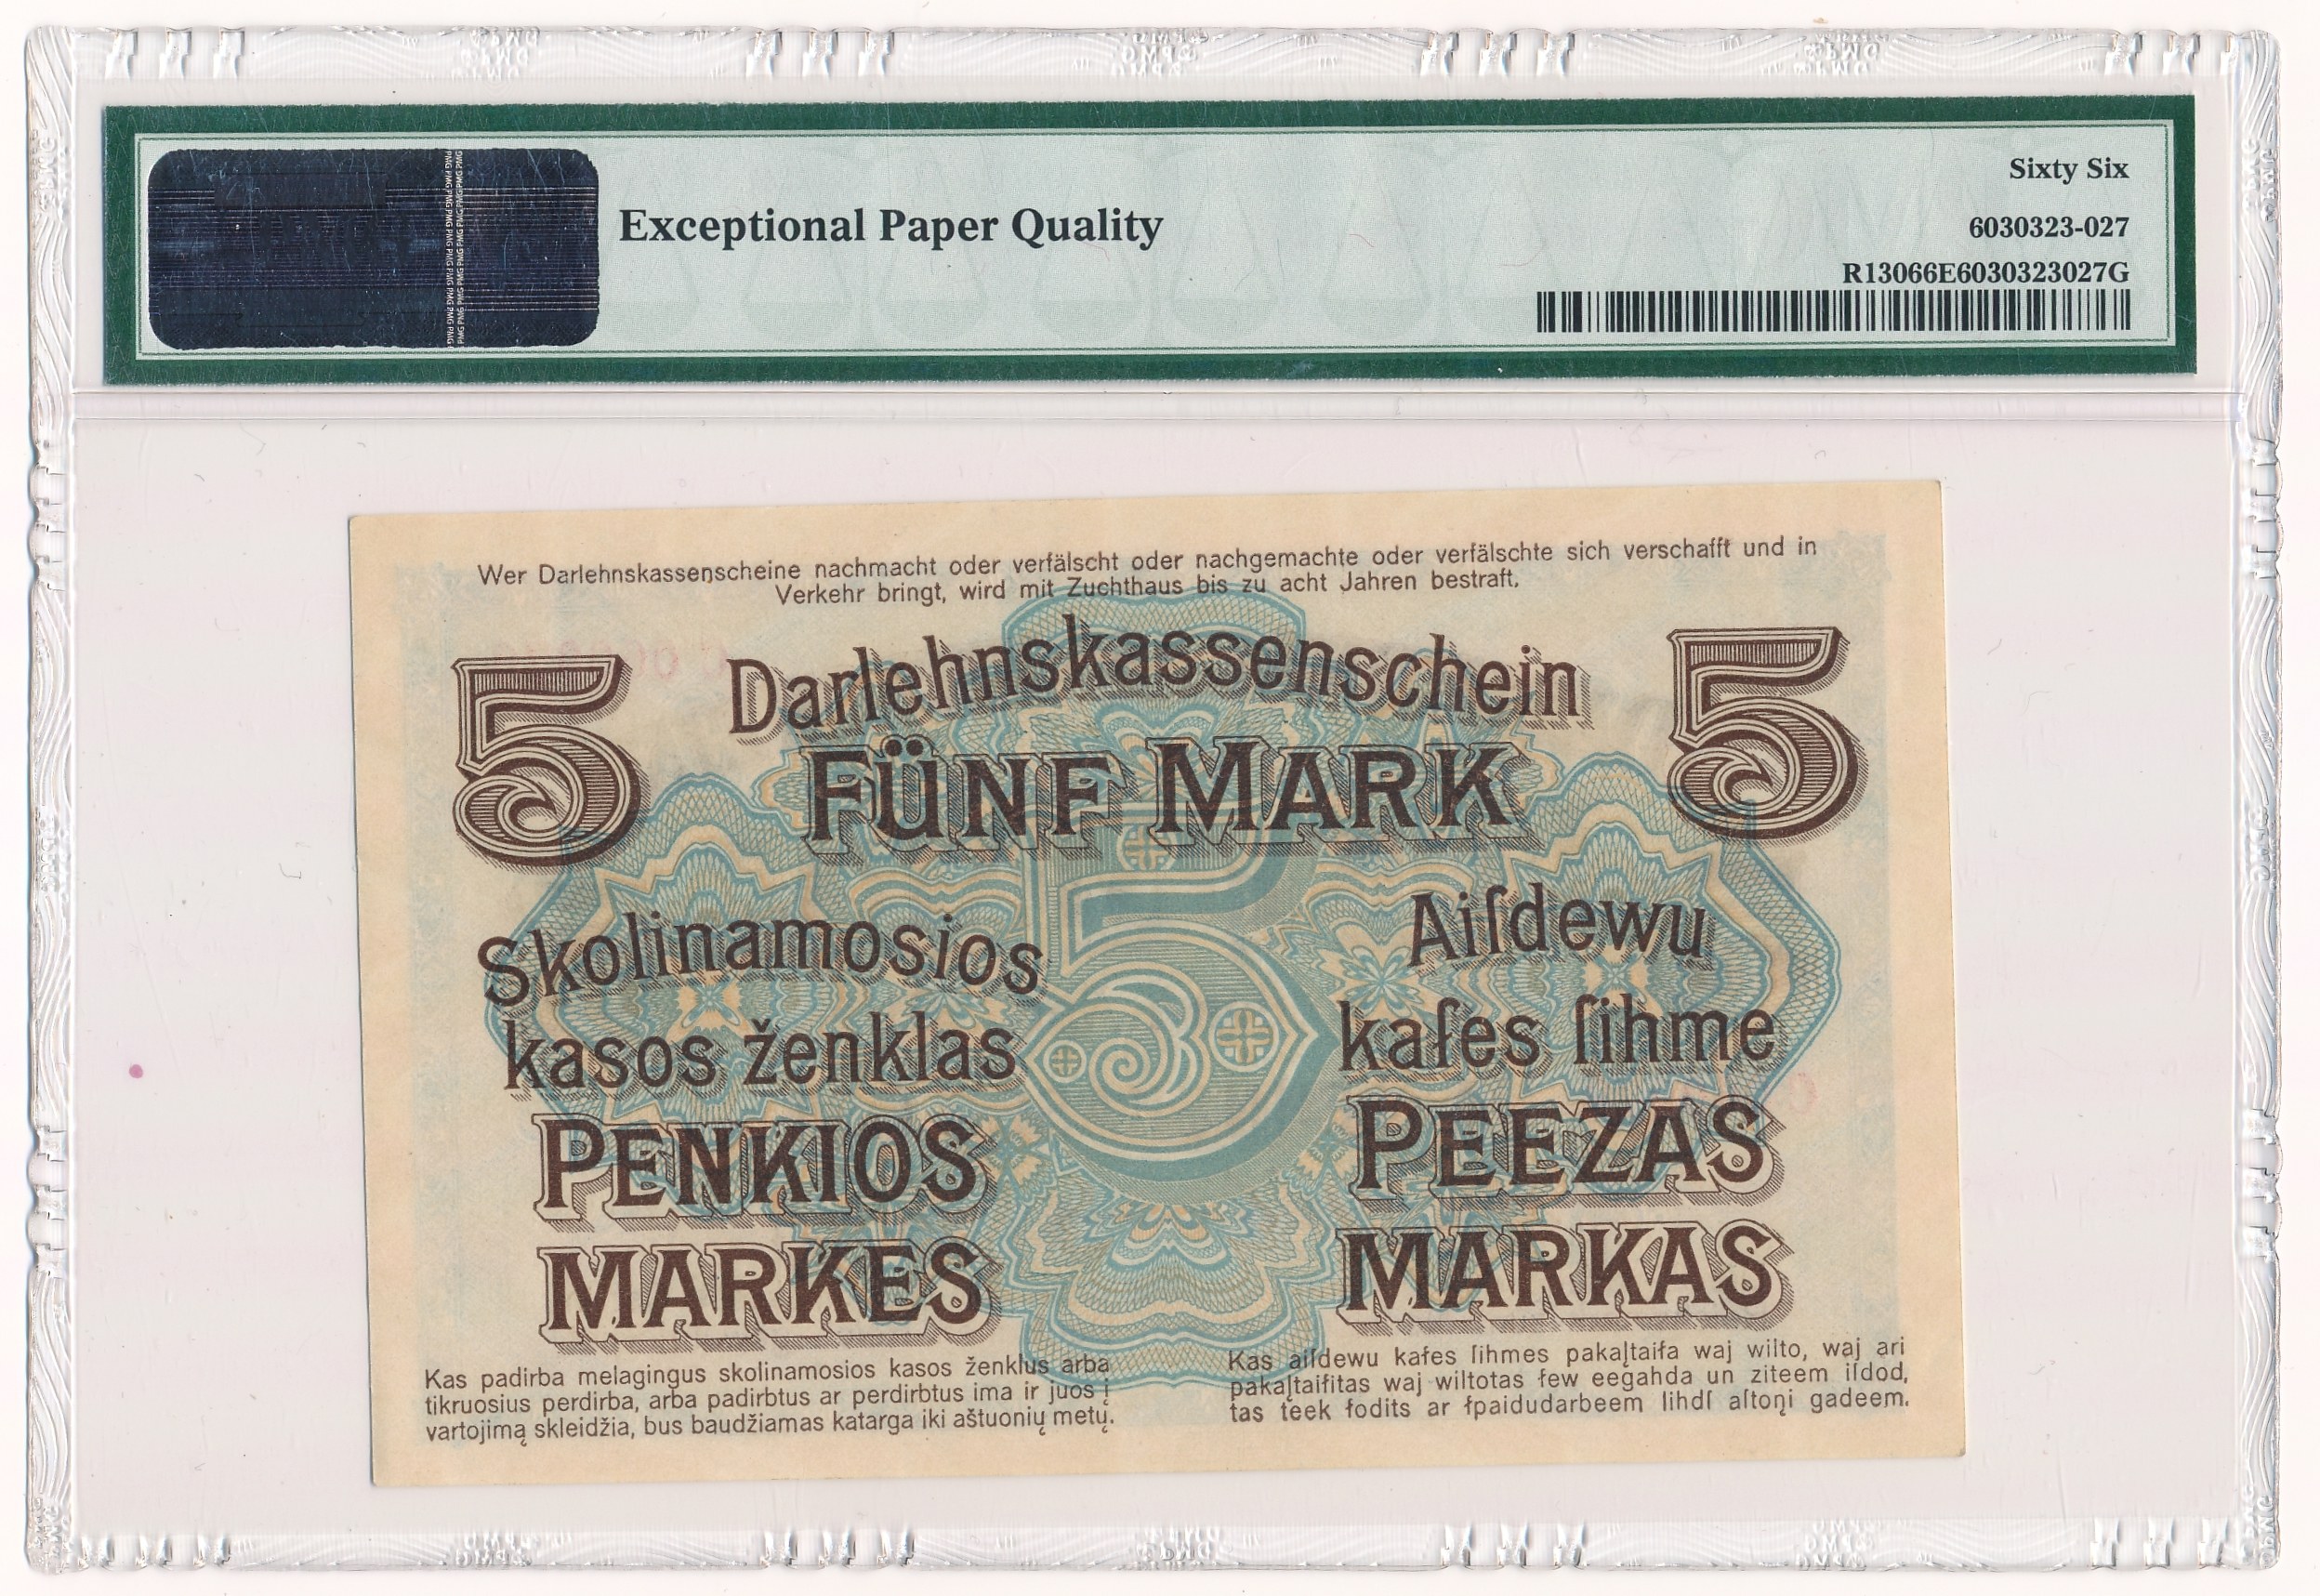 Sixty Six
Exceptional Paper Quality
6030323-027
R13066E6030323027G
Wer Darlehnskassenscheine nachmacht oder verfälscht oder nachgemachte oder verfälschte sich verschafft und in
Verkehr bringt, wird mit Zuchthaus bis zu acht Jahren bestraft.
5 Darlehnskassenschein 5
FÜNF MARK
5
Skolinamosios
kasos ženklas
PENKIOS
MARKES
Aiſdewu
kaſes ſihme
PEEZAS
MARKAS
Kas padirba melagingus skolinamosios kasos ženklus arba
tikruosius perdirba, arba padirbtus ar perdirbtus ima ir juos į
vartojimą skleidžia, bus baudžiamas katarga iki aštuonių metų.
Kas aiſdewu kaſes ſihmes pakaļtaiſa waj wilto, waj ari
pakaļtaiſitas waj wiltotas ſew eegahda un ziteem iſdod,
tas teek ſodits ar ſpaidudarbeem lihdſ aſtoņi gadeem.